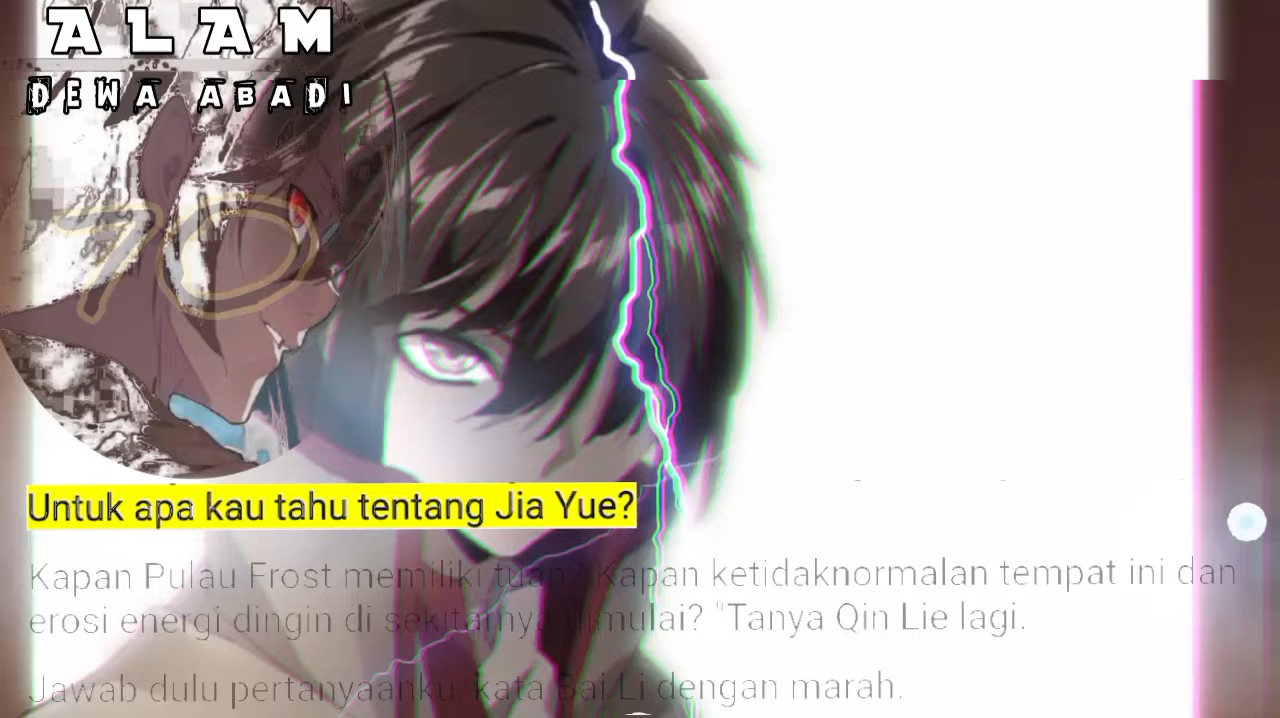 ALAM
DEWA ABADI
70
Untuk apa kau tahu tentang Jia Yue?
Kapan Pulau Frost memiliki tuan? Kapan ketidaknormalan tempat ini dan
erosi energi dingin di sekitarnya dimulai? "Tanya Qin Lie lagi.
Jawab dulu pertanyaanku, kata Bai Li dengan marah.